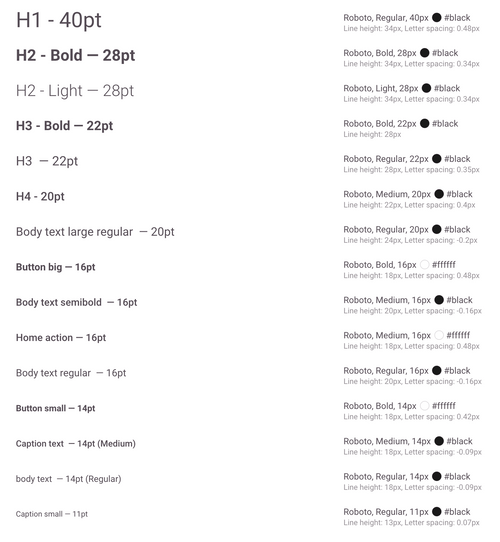 H1 - 40pt
Roboto, Regular, 40px #black
Line height: 34px, Letter spacing: 0.48px
H2 - Bold — 28pt
Roboto, Bold, 28px #black
Line height: 34px, Letter spacing: 0.34px
H2 - Light — 28pt
Roboto, Light, 28px #black
Line height: 34px, Letter spacing: 0.34px
H3 - Bold — 22pt
Roboto, Bold, 22px #black
Line height: 28px
H3 — 22pt
Roboto, Regular, 22px #black
Line height: 28px, Letter spacing: 0.35px
H4 - 20pt
Roboto, Medium, 20px #black
Line height: 22px, Letter spacing: 0.4px
Body text large regular — 20pt
Roboto, Regular, 20px #black
Line height: 24px, Letter spacing: -0.2px
Button big — 16pt
Roboto, Bold, 16px #ffffff
Line height: 18px, Letter spacing: 0.48px
Body text semibold — 16pt
Roboto, Medium, 16px #black
Line height: 20px, Letter spacing: -0.16px
Home action — 16pt
Roboto, Medium, 16px #ffffff
Line height: 18px, Letter spacing: 0.48px
Body text regular — 16pt
Roboto, Regular, 16px #black
Line height: 20px, Letter spacing: -0.16px
Button small — 14pt
Roboto, Bold, 14px #ffffff
Line height: 18px, Letter spacing: 0.42px
Caption text — 14pt (Medium)
Roboto, Medium, 14px #black
Line height: 18px, Letter spacing: -0.09px
body text — 14pt (Regular)
Roboto, Regular, 14px #black
Line height: 18px, Letter spacing: -0.09px
Caption small — 11pt
Roboto, Regular, 11px #black
Line height: 13px, Letter spacing: 0.07px